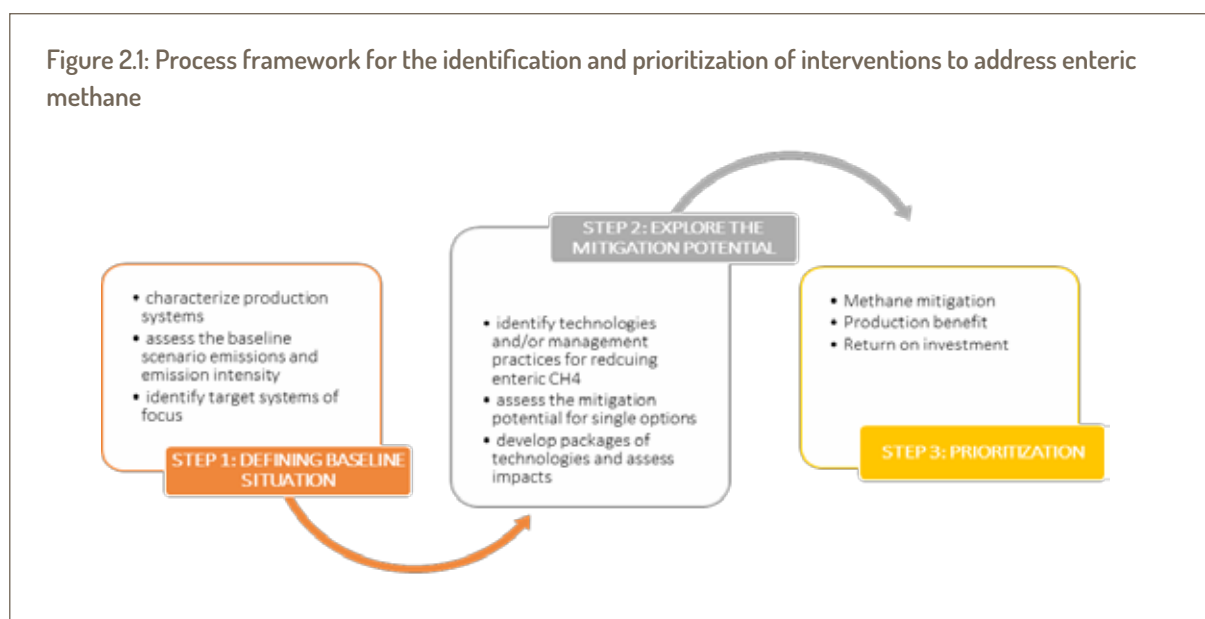 Figure 2.1: Process framework for the identification and prioritization of interventions to address enteric
methane
• characterize production
systems
• assess the baseline
scenario emissions and
emission intensity
• identify target systems of
focus
STEP 1: DEFINING BASELINE
SITUATION
STEP 2: EXPLORE THE
MITIGATION POTENTIAL
• identify technologies
and/or management
practices for redcuing
enteric CH4
• assess the mitigation
potential for single options
• develop packages of
technologies and assess
impacts
• Methane mitigation
• Production benefit
• Return on investment
STEP 3: PRIORITIZATION